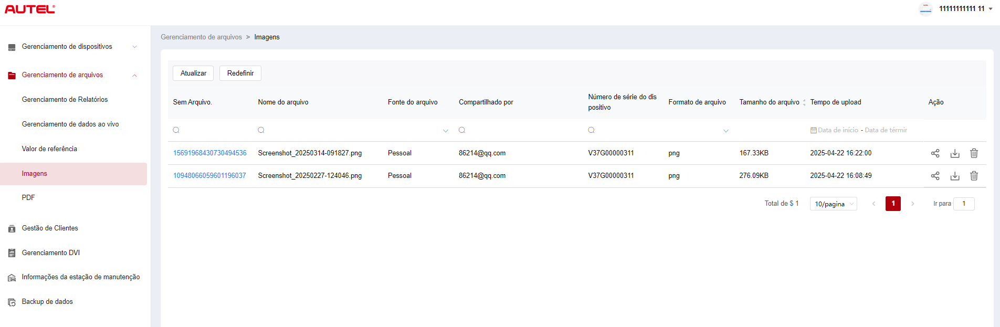 AUTEL
11111111111 11
Gerenciamento de dispositivos
Gerenciamento de arquivos
Gerenciamento de Relatórios
Gerenciamento de dados ao vivo
Valor de referência
Imagens
PDF
Gestão de Clientes
Gerenciamento DVI
Informações da estação de manutenção
Backup de dados
Gerenciamento de arquivos > Imagens
Atualizar Redefinir
Sem Arquivo. Nome do arquivo Fonte do arquivo Compartilhado por Número de série do dis
positivo Formato de arquivo Tamanho do arquivo Tempo de upload Ação
Data de início - Data de térmir
15691968430730494536 Screenshot_20250314-091827.png Pessoal 86214@qq.com V37G00000311 png 167.33KB 2025-04-22 16:22:00
10948066059601196037 Screenshot_20250227-124046.png Pessoal 86214@qq.com V37G00000311 png 276.09KB 2025-04-22 16:08:49
Total de $ 1 10/pagina < 1 > Ir para 1